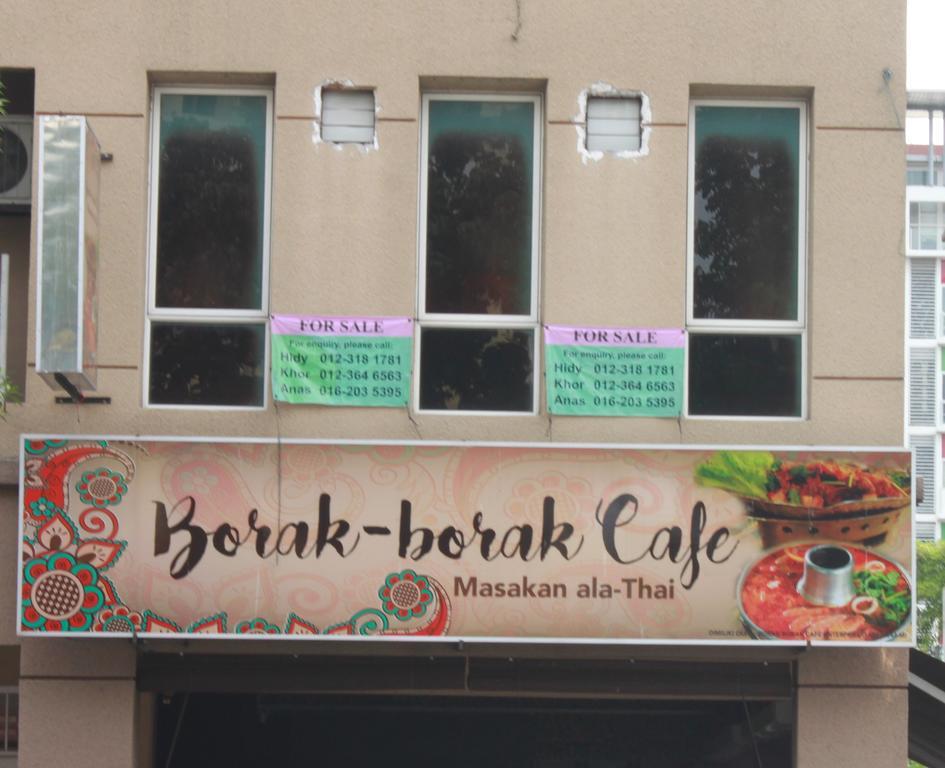 FOR SALE
For enquiry, please call:
Hidy 012-318 1781
Khor 012-364 6563
Anas 016-203 5395
FOR SALE
For enquiry, please call:
Hidy 012-318 1781
Khor 012-364 6563
Anas 016-203 5395
Borak-borak Cafe
Masakan ala-Thai